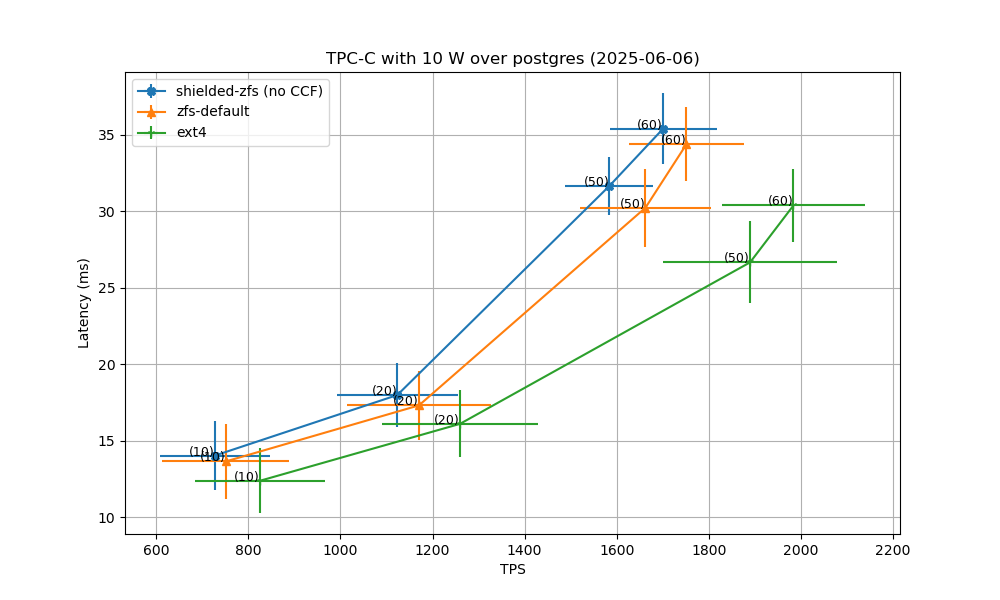 TPC-C with 10 W over postgres (2025-06-06)
shielded-zfs (no CCF)
zfs-default
ext4
Latency (ms)
35
30
25
20
15
10
(60)
(60)
(60)
(50)
(50)
(50)
(20)
(20)
(20)
(10)
(10)
(10)
600 800 1000 1200 1400 1600 1800 2000 2200
TPS